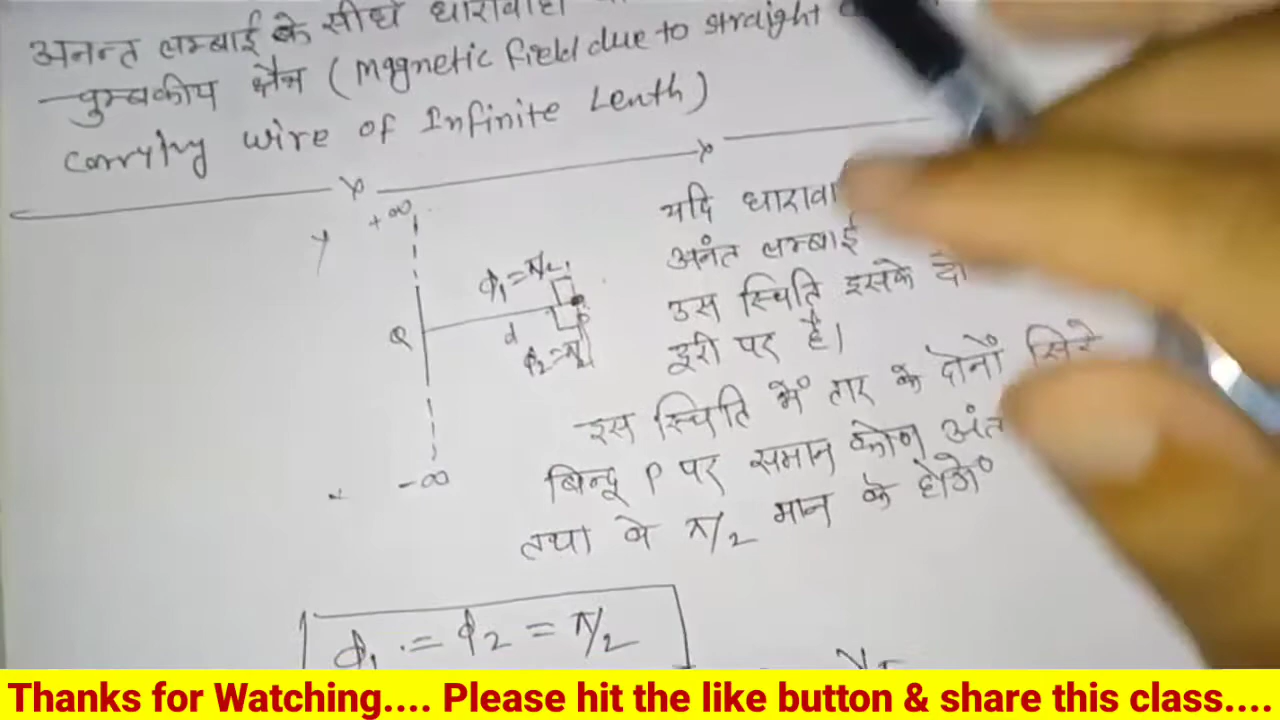 अनन्त लम्बाई के सीधे धारावाही
चुम्बकीय क्षेत्र (Magnetic field due to straight
Carrying wire of Infinite Lenth)
+∞
Y
ϕ₁=π/2
Q
d
P
ϕ₂=π/2
-∞
यदि धारावा
अनंत लम्बाई
उस स्थिति इसके दो
दूरी पर है।
इस स्थिति में तार के दोनों सिरे
बिन्दू P पर समान कोण अंत
तथा वे π/2 मान के होगें
ϕ₁ = ϕ₂ = π/2
Thanks for Watching.... Please hit the like button & share this class....